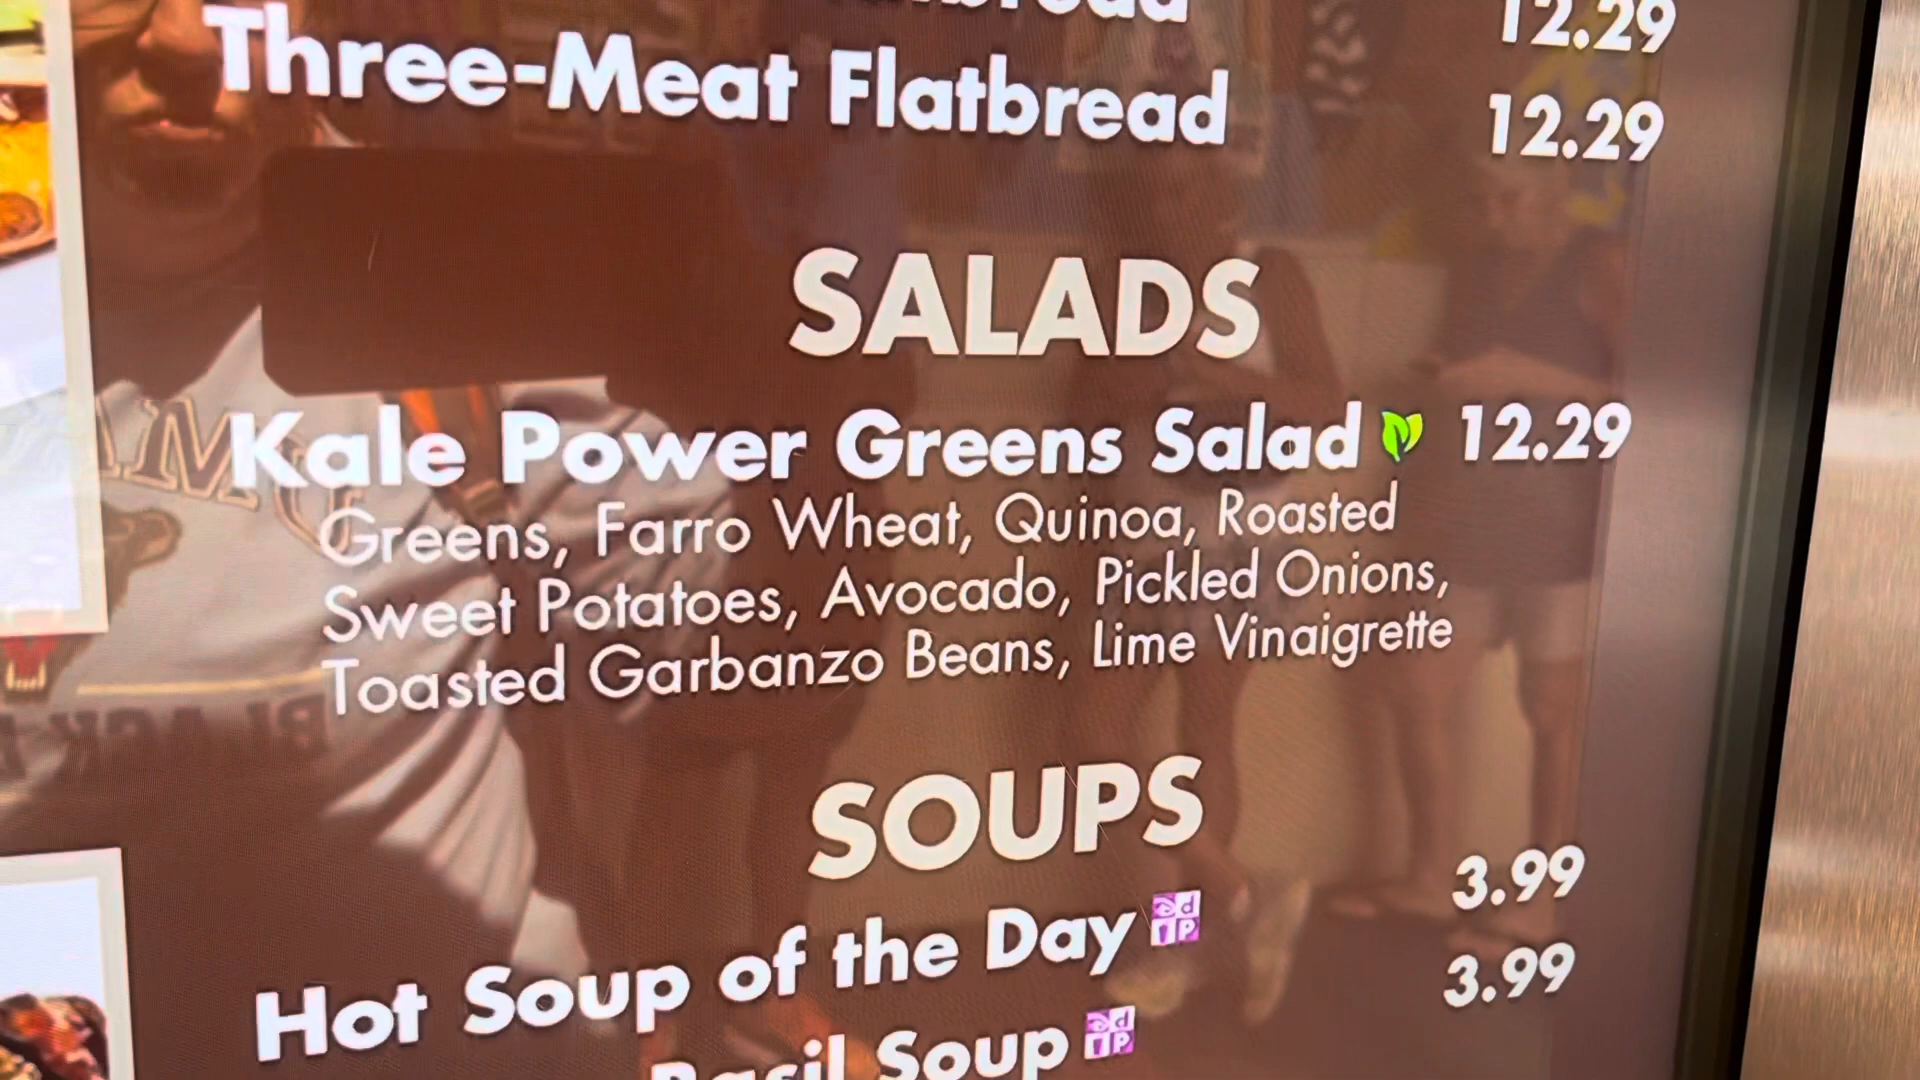 12.29
Three-Meat Flatbread 12.29
SALADS
Kale Power Greens Salad 12.29
Greens, Farro Wheat, Quinoa, Roasted
Sweet Potatoes, Avocado, Pickled Onions,
Toasted Garbanzo Beans, Lime Vinaigrette
SOUPS
Hot Soup of the Day 3.99
Basil Soup 3.99